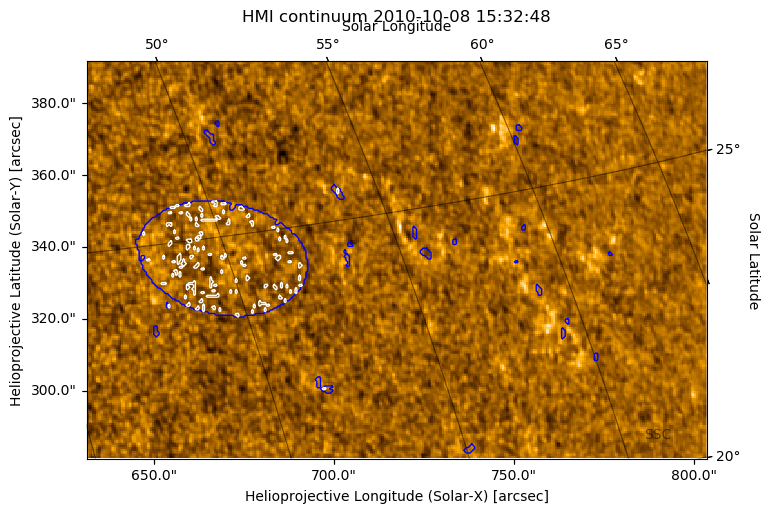 HMI continuum 2010-10-08 15:32:48
Solar Longitude
50° 55° 60° 65°
380.0"
360.0"
340.0"
320.0"
300.0"
25°
20°
Helioprojective Latitude (Solar-Y) [arcsec]
Solar Latitude
SSC
650.0" 700.0" 750.0" 800.0"
Helioprojective Longitude (Solar-X) [arcsec]